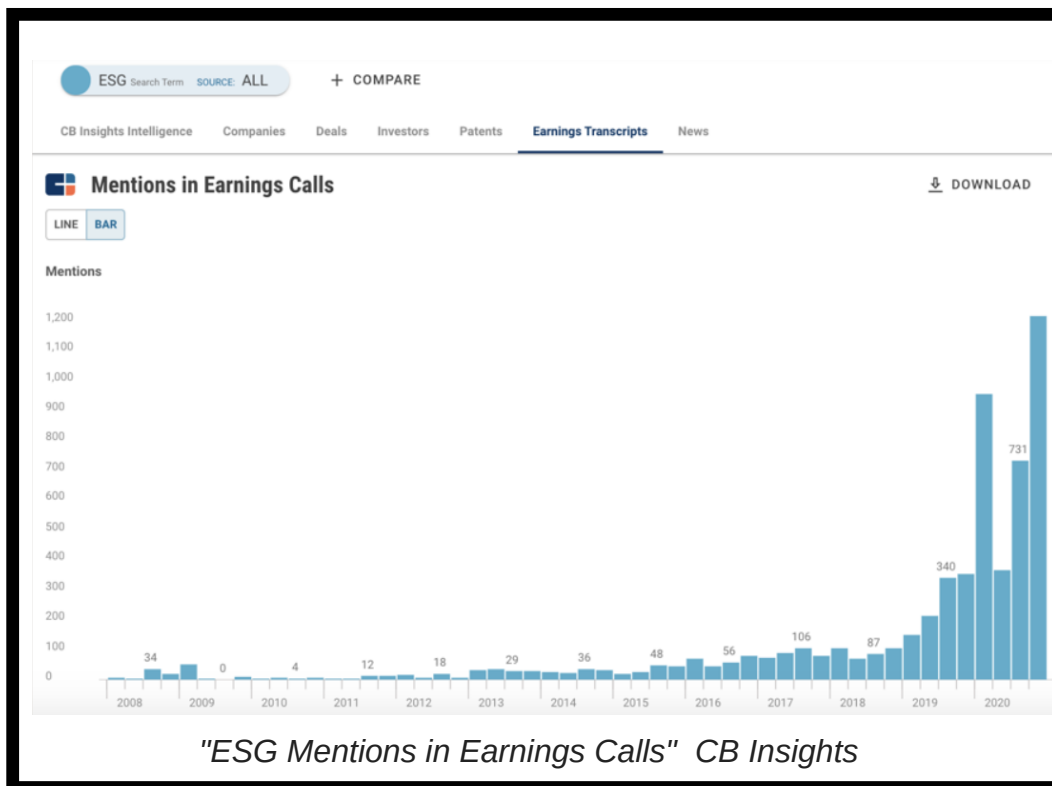 ESG Search Term SOURCE: ALL + COMPARE
CB Insights Intelligence Companies Deals Investors Patents Earnings Transcripts News
Mentions in Earnings Calls DOWNLOAD
LINE BAR
Mentions
1,200
1,100
1,000
900
800
731
700
600
500
400
340
300
200
106
100
34 0 4 12 18 29 36 48 56 87
0
2008 2009 2010 2011 2012 2013 2014 2015 2016 2017 2018 2019 2020
"ESG Mentions in Earnings Calls" CB Insights